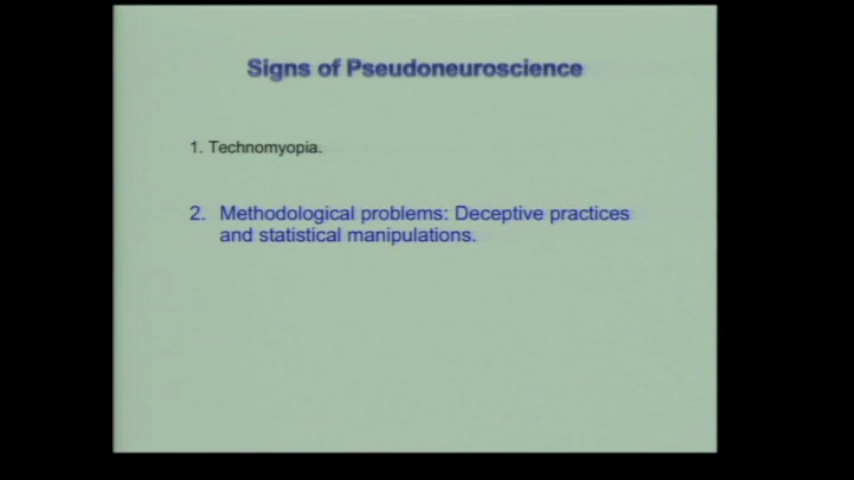 Signs of Pseudoneuroscience
1. Technomyopia.
2. Methodological problems: Deceptive practices
and statistical manipulations.